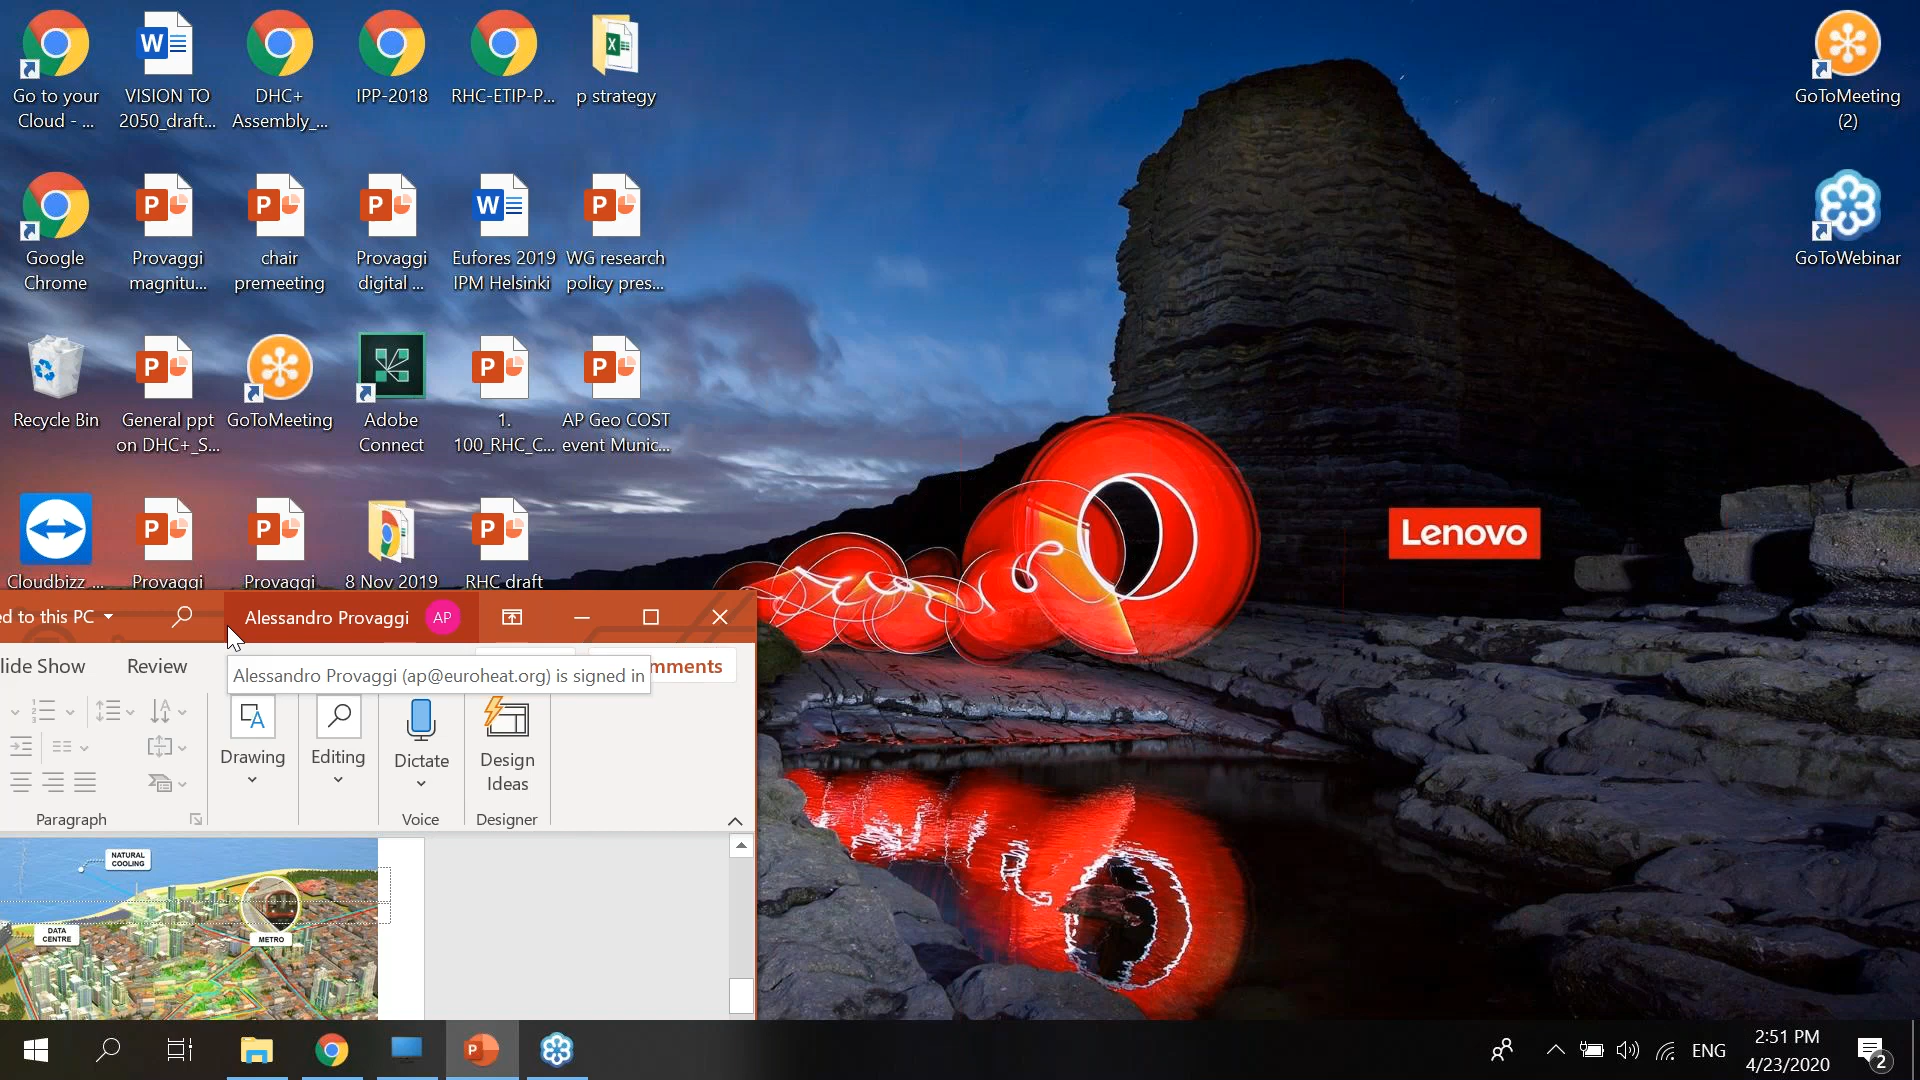 Go to your
Cloud - ...
VISION TO
2050_draft...
DHC+
Assembly_...
IPP-2018
RHC-ETIP-P...
p strategy
GoToMeeting
(2)
Google
Chrome
Provaggi
magnitu...
chair
premeeting
Provaggi
digital ...
Eufores 2019
IPM Helsinki
WG research
policy pres...
GoToWebinar
Recycle Bin
General ppt
on DHC+_S...
GoToMeeting
Adobe
Connect
1.
100_RHC_C...
AP Geo COST
event Munic...
Lenovo
Cloudbizz_...
Provaggi
Provaggi
8 Nov 2019
RHC draft
ed to this PC
Alessandro Provaggi
AP
lide Show
Review
mments
Alessandro Provaggi (ap@euroheat.org) is signed in
Drawing
Editing
Dictate
Design
Ideas
Paragraph
Voice
Designer
NATURAL
COOLING
DATA
CENTRE
METRO
ENG
2:51 PM
4/23/2020
2